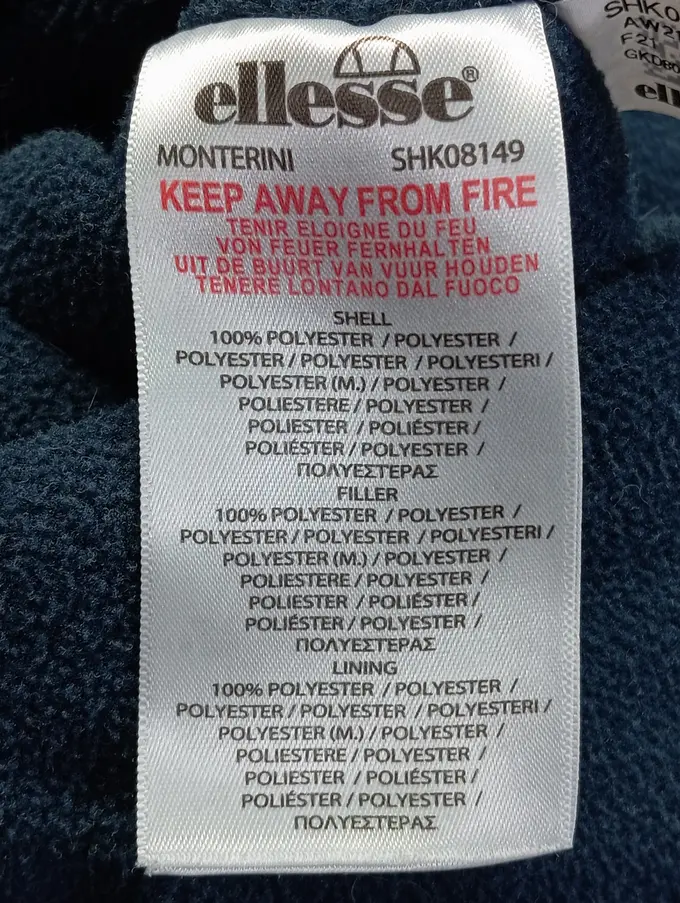 ellesse®
MONTERINI SHK08149
KEEP AWAY FROM FIRE
TENIR ELOIGNE DU FEU
VON FEUER FERNHALTEN
UIT DE BUURT VAN VUUR HOUDEN
TENERE LONTANO DAL FUOCO
SHELL
100% POLYESTER / POLYESTER /
POLYESTER / POLYESTER / POLYESTERI /
POLYESTER (M.) / POLYESTER /
POLIESTERE / POLYESTER /
POLIESTER / POLIÉSTER /
POLIÉSTER / POLYESTER /
ΠΟΛΥΕΣΤΕΡΑΣ
FILLER
100% POLYESTER / POLYESTER /
POLYESTER / POLYESTER / POLYESTERI /
POLYESTER (M.) / POLYESTER /
POLIESTERE / POLYESTER /
POLIESTER / POLIÉSTER /
POLIÉSTER / POLYESTER /
ΠΟΛΥΕΣΤΕΡΑΣ
LINING
100% POLYESTER / POLYESTER /
POLYESTER / POLYESTER / POLYESTERI /
POLYESTER (M.) / POLYESTER /
POLIESTERE / POLYESTER /
POLIESTER / POLIÉSTER /
POLIÉSTER / POLYESTER /
ΠΟΛΥΕΣΤΕΡΑΣ
AW21
F21